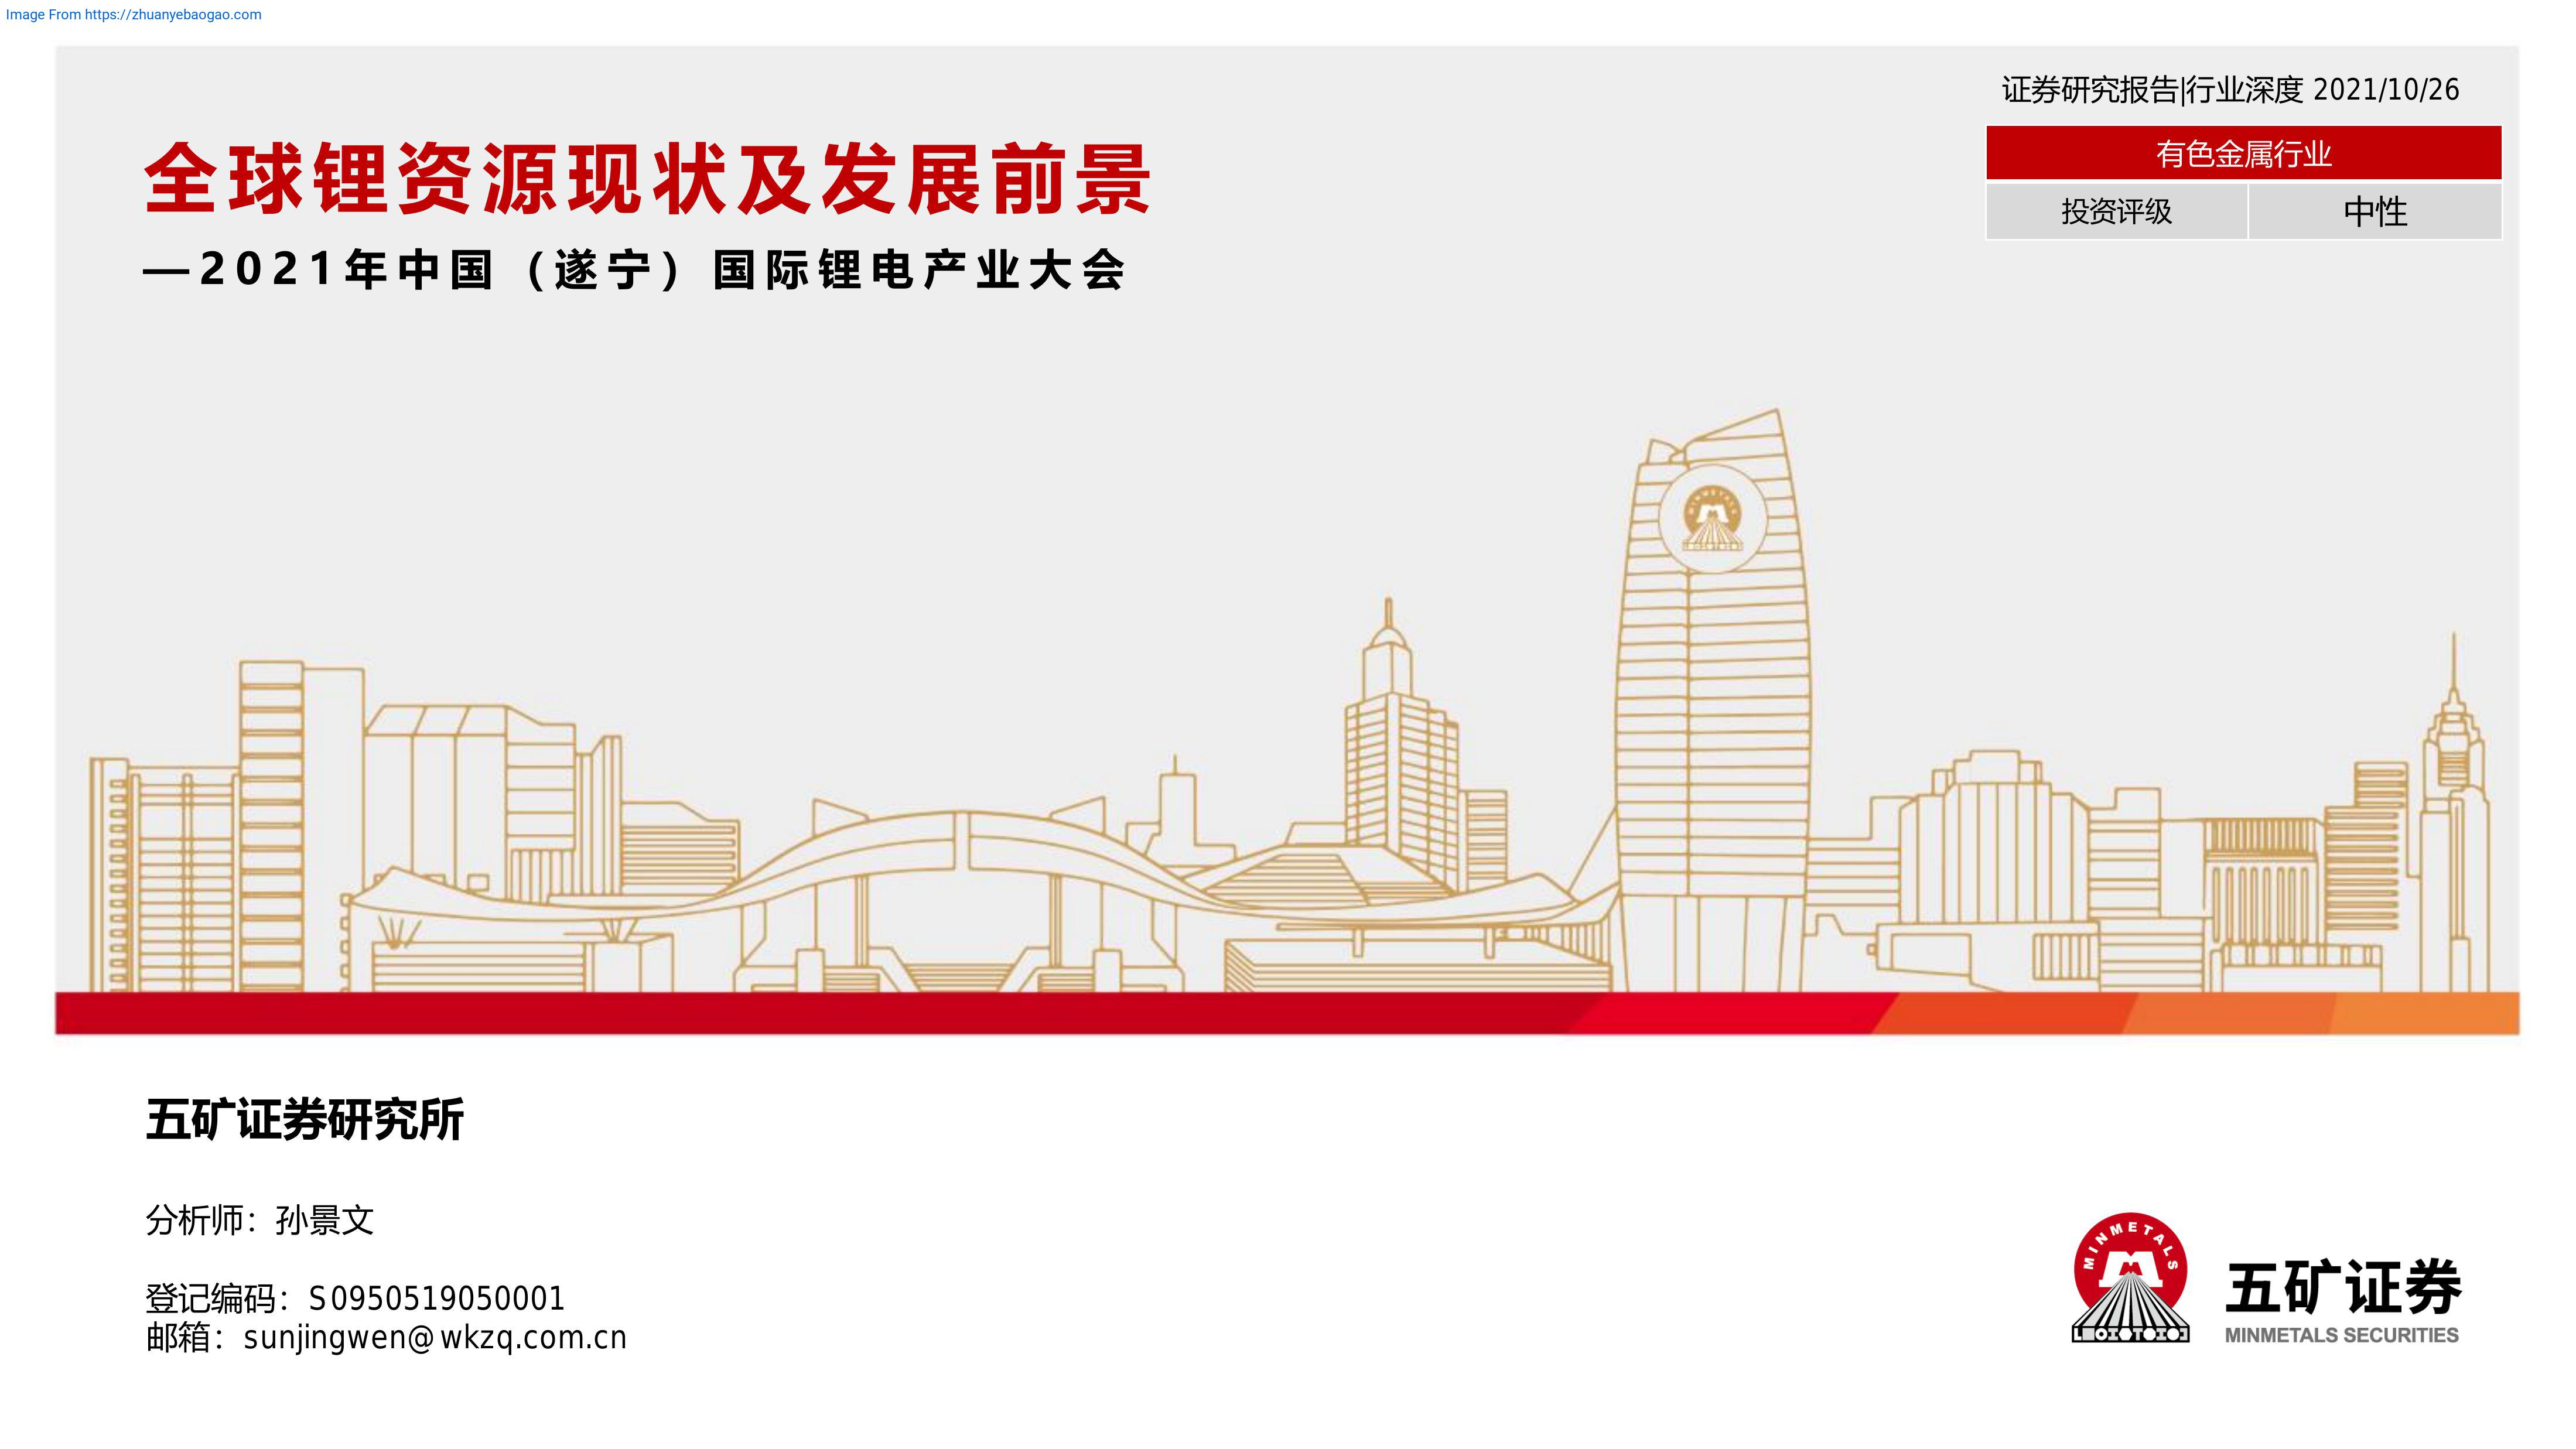 Image From https://zhuanyebaogao.com
证券研究报告|行业深度 2021/10/26
有色金属行业
投资评级 中性
全球锂资源现状及发展前景
—2021年中国（遂宁）国际锂电产业大会
五矿证券研究所
分析师：孙景文
登记编码：S0950519050001
邮箱：sunjingwen@wkzq.com.cn
MINMETALS
五矿证券
MINMETALS SECURITIES